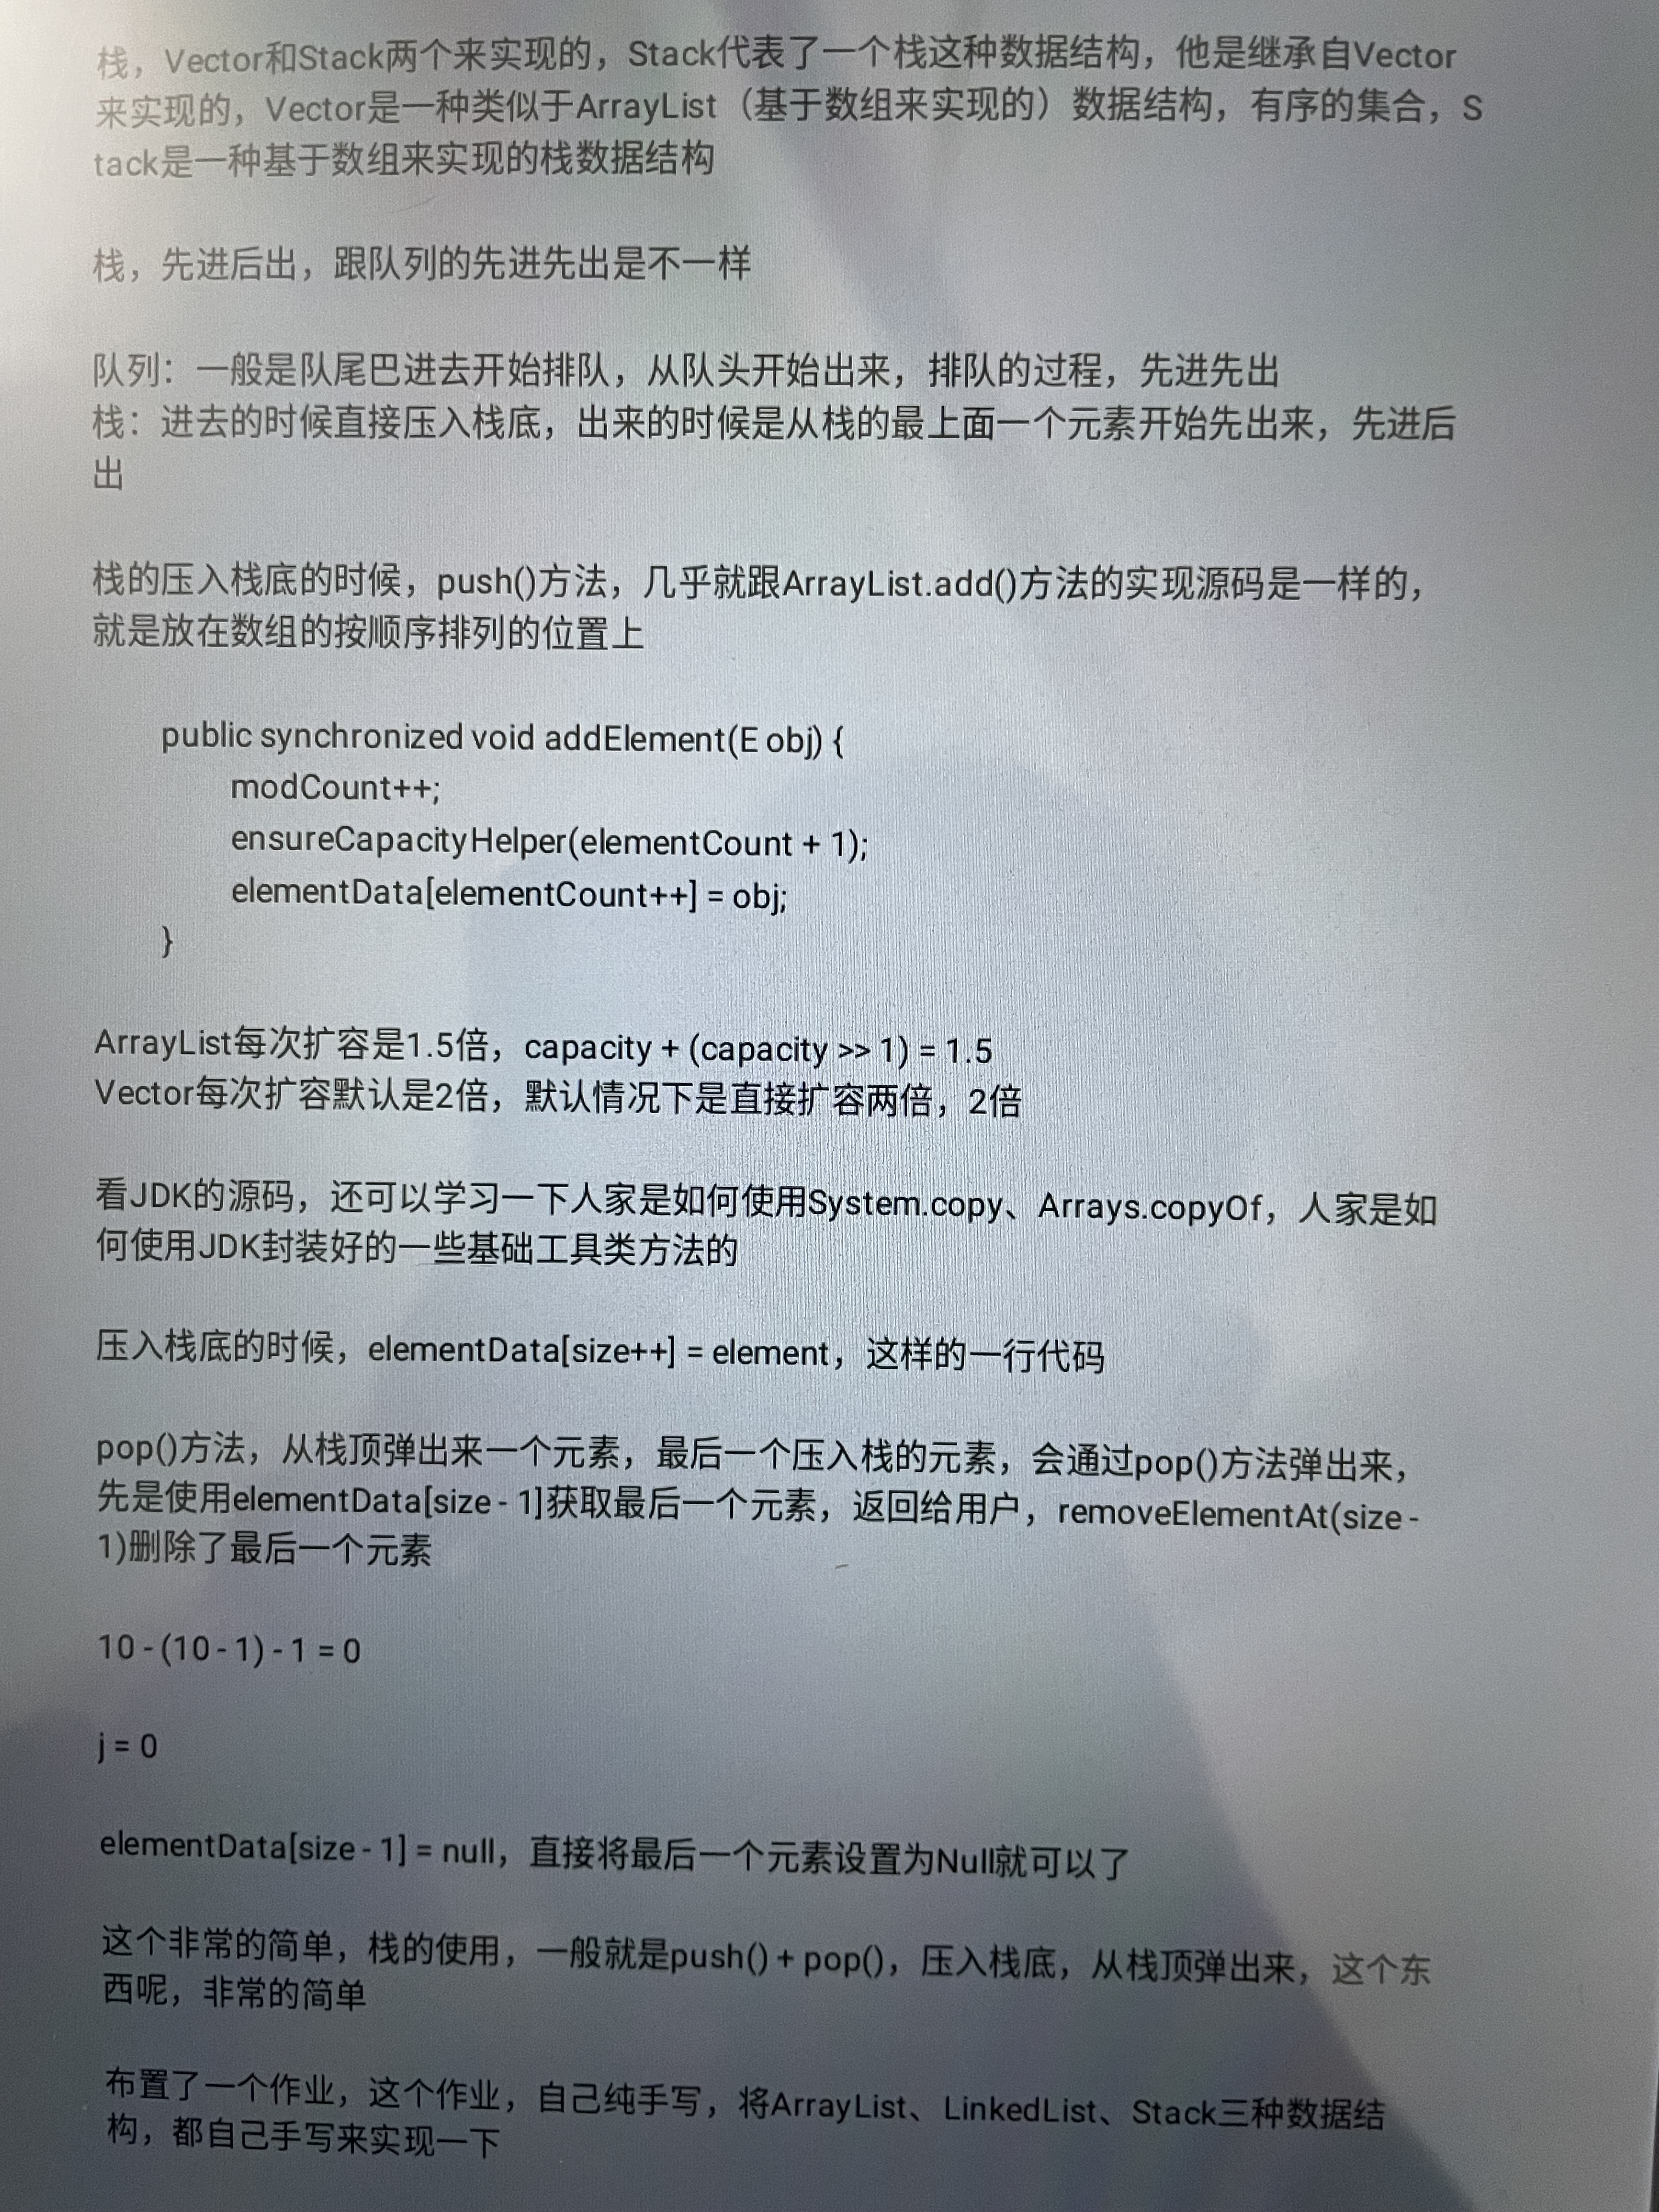 栈，Vector和Stack两个来实现的，Stack代表了一个栈这种数据结构，他是继承自Vector
来实现的，Vector是一种类似于ArrayList（基于数组来实现的）数据结构，有序的集合，S
tack是一种基于数组来实现的栈数据结构
栈，先进后出，跟队列的先进先出是不一样
队列：一般是队尾巴进去开始排队，从队头开始出来，排队的过程，先进先出
栈：进去的时候直接压入栈底，出来的时候是从栈的最上面一个元素开始先出来，先进后
出
栈的压入栈底的时候，push()方法，几乎就跟ArrayList.add()方法的实现源码是一样的，
就是放在数组的按顺序排列的位置上
public synchronized void addElement(E obj) {
modCount++;
ensureCapacityHelper(elementCount + 1);
elementData[elementCount++] = obj;
}
ArrayList每次扩容是1.5倍，capacity + (capacity >> 1) = 1.5
Vector每次扩容默认是2倍，默认情况下是直接扩容两倍，2倍
看JDK的源码，还可以学习一下人家是如何使用System.copy、Arrays.copyOf，人家是如
何使用JDK封装好的一些基础工具类方法的
压入栈底的时候，elementData[size++] = element，这样的一行代码
pop()方法，从栈顶弹出来一个元素，最后一个压入栈的元素，会通过pop()方法弹出来，
先是使用elementData[size - 1]获取最后一个元素，返回给用户，removeElementAt(size -
1)删除了最后一个元素
10 - (10 - 1) - 1 = 0
j = 0
elementData[size - 1] = null，直接将最后一个元素设置为Null就可以了
这个非常的简单，栈的使用，一般就是push() + pop()，压入栈底，从栈顶弹出来，这个东
西呢，非常的简单
布置了一个作业，这个作业，自己纯手写，将ArrayList、LinkedList、Stack三种数据结
构，都自己手写来实现一下